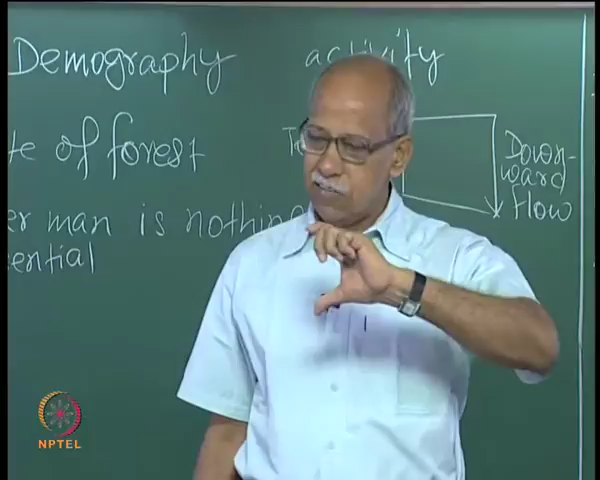 Demography activity
te of forest
er man is nothing
ential
Down-
ward
flow
NPTEL